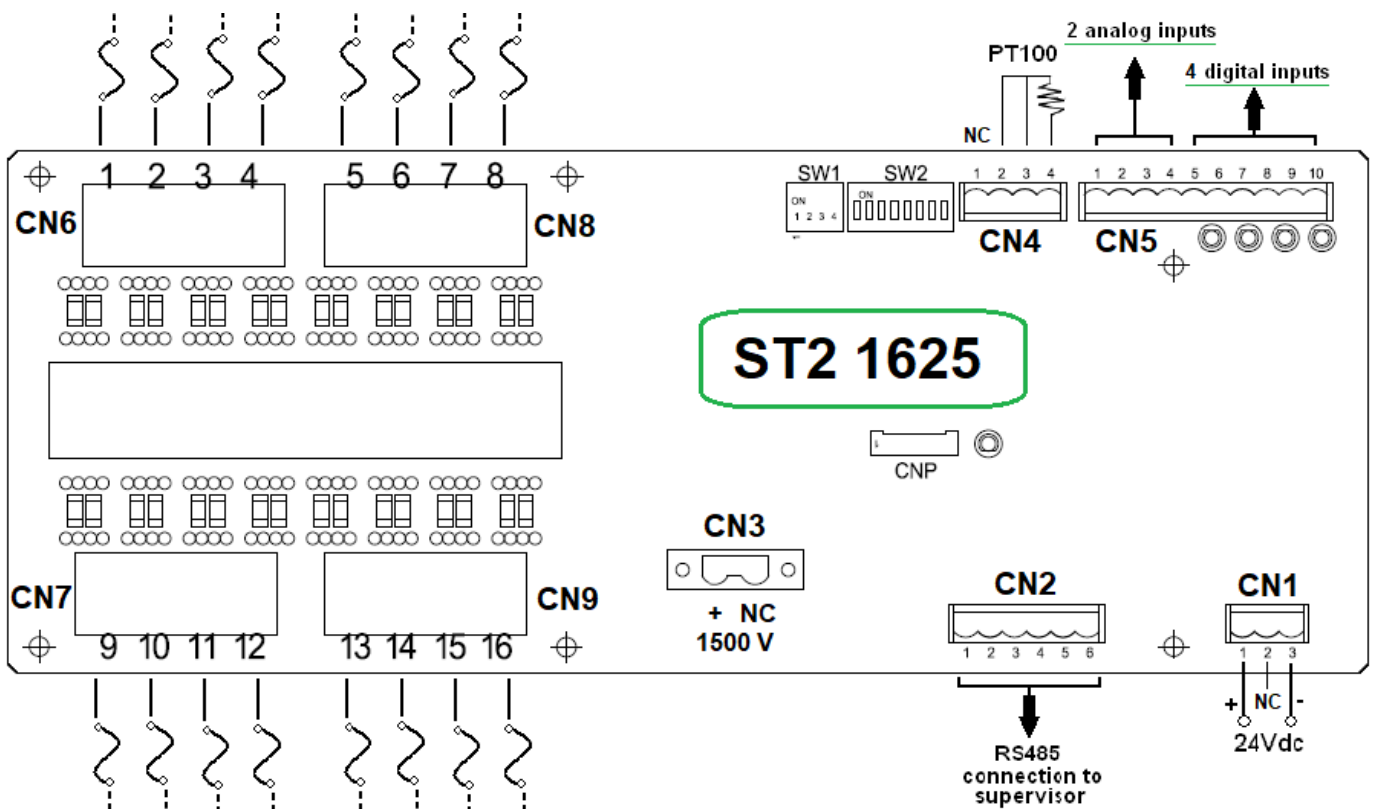 2 analog inputs
PT100
4 digital inputs
NC
1 2 3 4 5 6 7 8
SW1 SW2
1 2 3 4
1 2 3 4 5 6 7 8 9 10
ON
1 2 3 4
ON
CN6 CN8 CN4 CN5
ST2 1625
CNP
CN3
+ NC
1500 V
CN7 CN9 CN2 CN1
9 10 11 12 13 14 15 16
1 2 3 4 5 6
1 2 3
+ NC -
24Vdc
RS485
connection to
supervisor